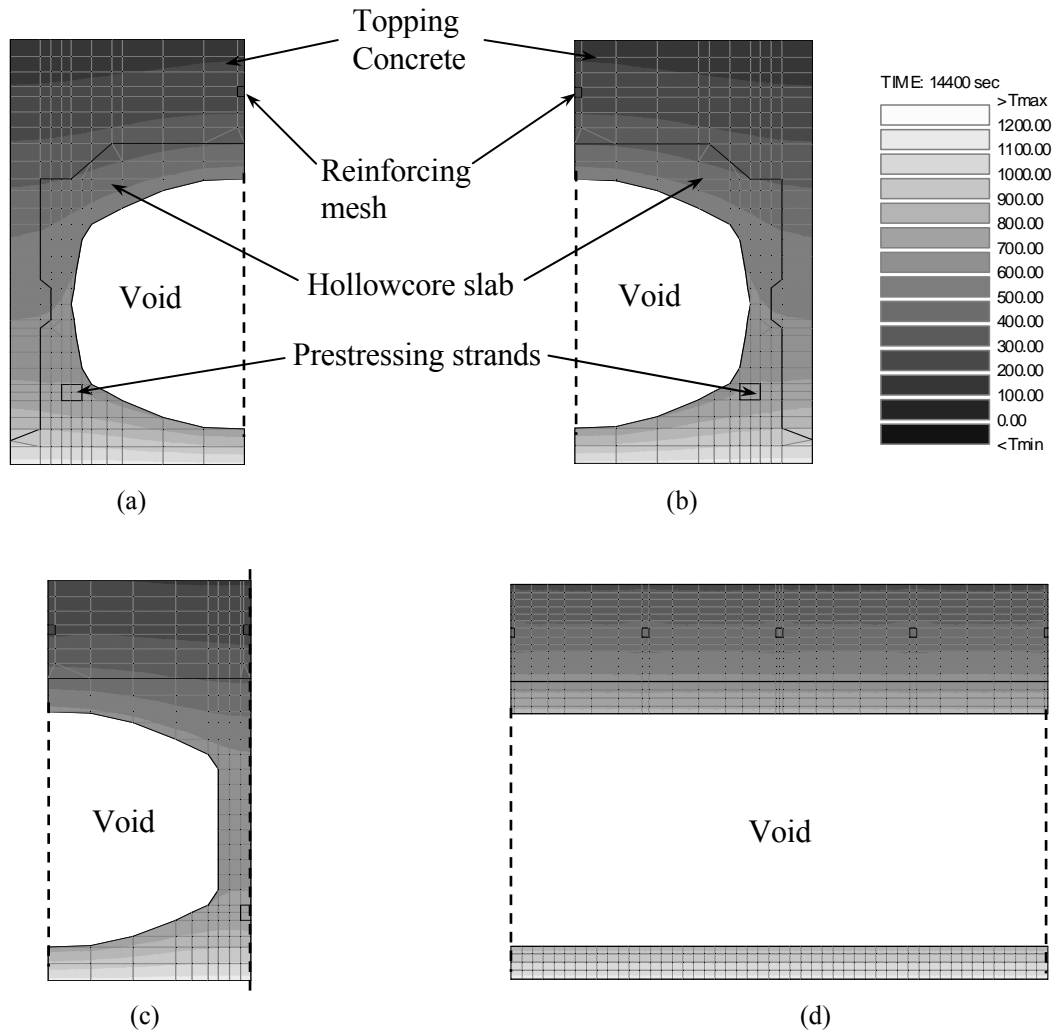 Topping
Concrete
TIME: 14400 sec
>Tmax
1200.00
1100.00
1000.00
900.00
800.00
700.00
600.00
500.00
400.00
300.00
200.00
100.00
0.00
<Tmin
Reinforcing
mesh
Void
Hollowcore slab
Void
Prestressing strands
(a)
(b)
Void
Void
(c)
(d)